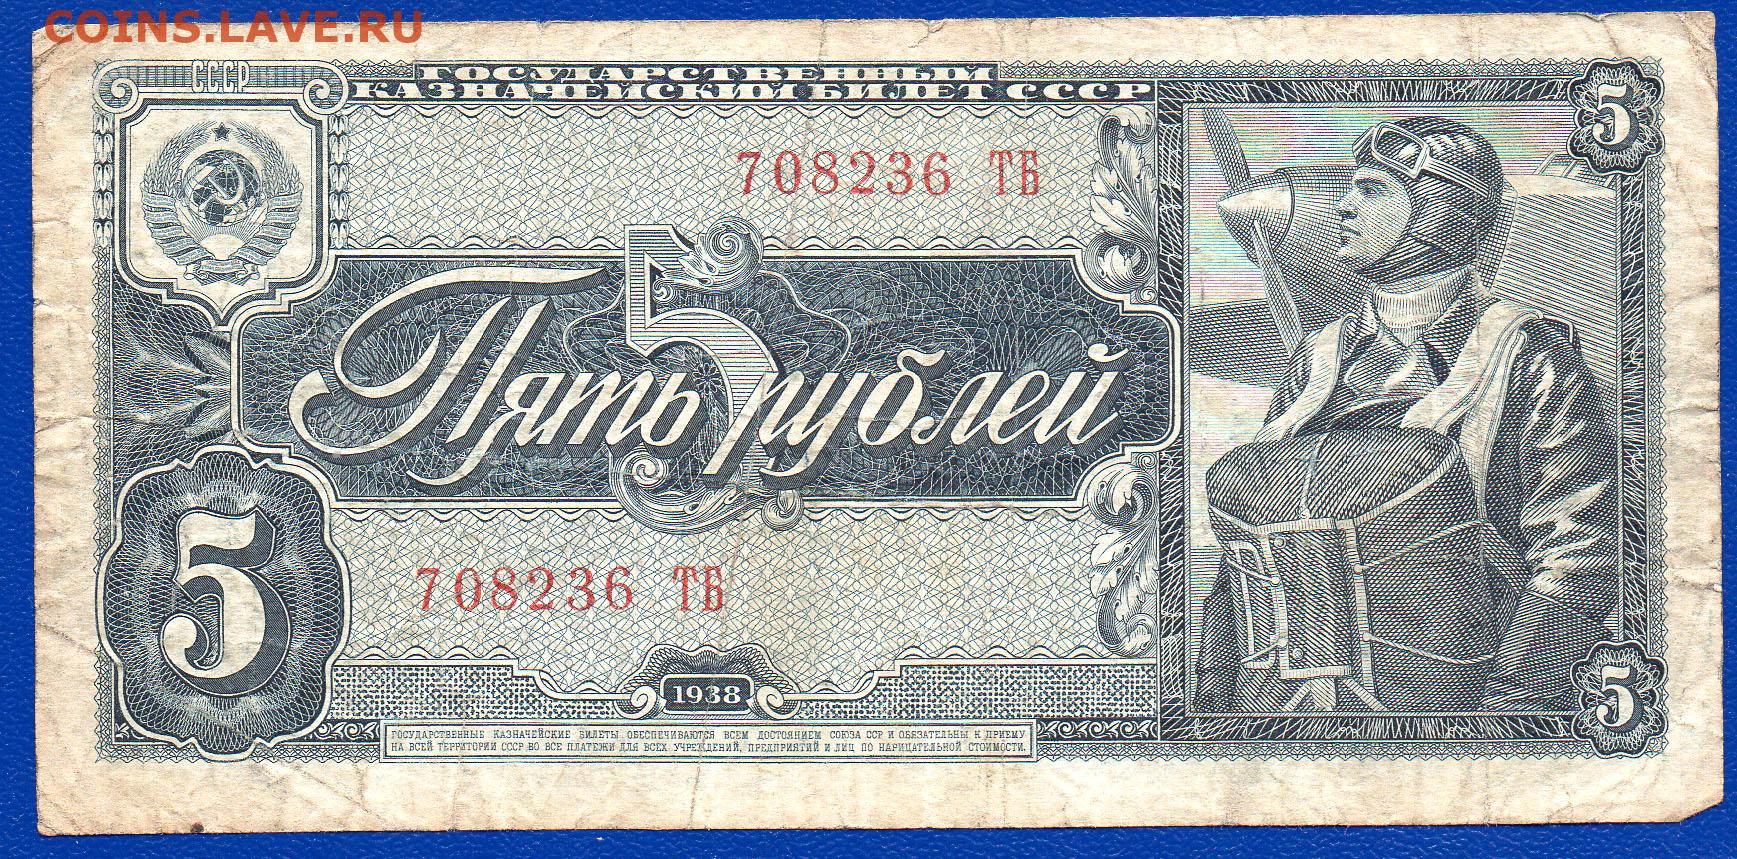 COINS.LAVE.RU
СССР
ГОСУДАРСТВЕННЫЙ
КАЗНАЧЕЙСКИЙ БИЛЕТ СССР
5
708236 ТБ
5
Пять рублей
5
708236 ТБ
1938
5
ГОСУДАРСТВЕННЫЕ КАЗНАЧЕЙСКИЕ БИЛЕТЫ ОБЕСПЕЧИВАЮТСЯ ВСЕМ ДОСТОЯНИЕМ СОЮЗА ССР И ОБЯЗАТЕЛЬНЫ К ПРИЕМУ
НА ВСЕЙ ТЕРРИТОРИИ СССР ВО ВСЕ ПЛАТЕЖИ ДЛЯ ВСЕХ УЧРЕЖДЕНИЙ, ПРЕДПРИЯТИЙ И ЛИЦ ПО НАРИЦАТЕЛЬНОЙ СТОИМОСТИ.